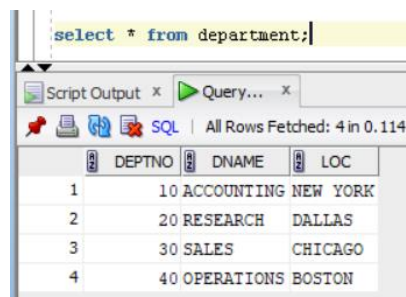 select * from department;
Script Output x Query... x
SQL | All Rows Fetched: 4 in 0.114
DEPTNO DNAME LOC
1 10 ACCOUNTING NEW YORK
2 20 RESEARCH DALLAS
3 30 SALES CHICAGO
4 40 OPERATIONS BOSTON